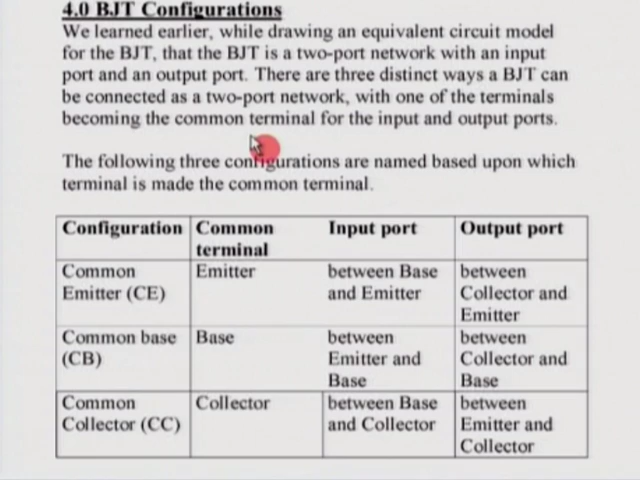 4.0 BJT Configurations
We learned earlier, while drawing an equivalent circuit model
for the BJT, that the BJT is a two-port network with an input
port and an output port. There are three distinct ways a BJT can
be connected as a two-port network, with one of the terminals
becoming the common terminal for the input and output ports.
The following three configurations are named based upon which
terminal is made the common terminal.
Configuration Common terminal Input port Output port
Common Emitter (CE) Emitter between Base and Emitter between Collector and Emitter
Common base (CB) Base between Emitter and Base between Collector and Base
Common Collector (CC) Collector between Base and Collector between Emitter and Collector